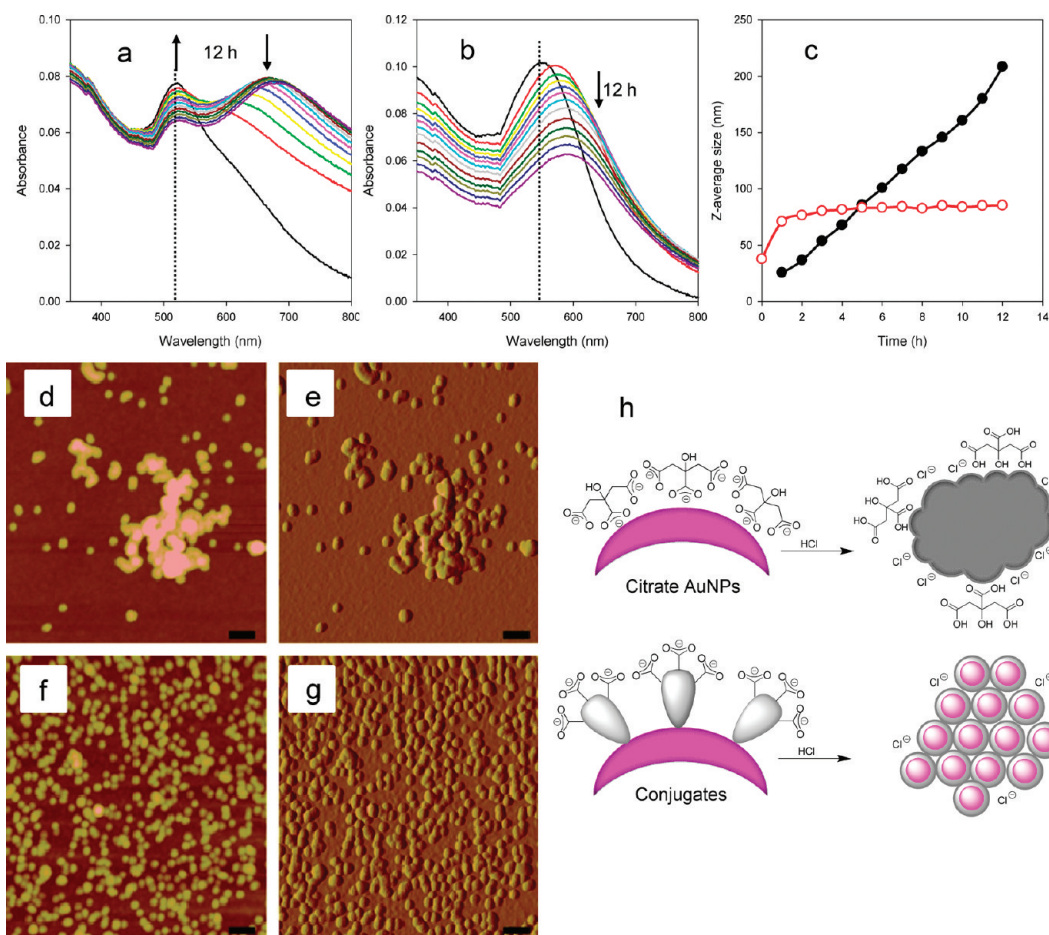 a
12 h
0.10
0.08
0.06
0.04
0.02
0.00
Absorbance
400 500 600 700 800
Wavelength (nm)
b
12 h
0.12
0.10
0.08
0.06
0.04
0.02
0.00
Absorbance
400 500 600 700 800
Wavelength (nm)
c
250
200
150
100
50
0
Z-average size (nm)
0 2 4 6 8 10 12 14
Time (h)
d
e
f
g
h
Citrate AuNPs
HCl
Cl⊖
Conjugates
HCl
Cl⊖